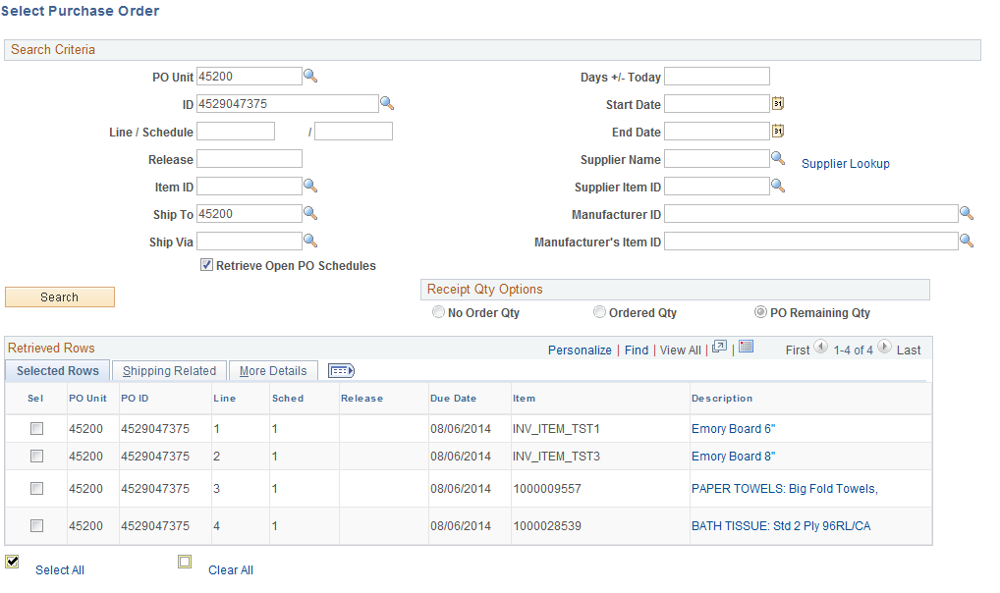 Select Purchase Order
Search Criteria
PO Unit 45200 Days +/- Today
ID 4529047375 Start Date 31
Line / Schedule / End Date 31
Release Supplier Name Supplier Lookup
Item ID Supplier Item ID
Ship To 45200 Manufacturer ID
Ship Via Manufacturer's Item ID
Retrieve Open PO Schedules
Search Receipt Qty Options
No Order Qty Ordered Qty PO Remaining Qty
Retrieved Rows Personalize | Find | View All | | First 1-4 of 4 Last
Selected Rows Shipping Related More Details
Sel PO Unit PO ID Line Sched Release Due Date Item Description
45200 4529047375 1 1 08/06/2014 INV_ITEM_TST1 Emory Board 6"
45200 4529047375 2 1 08/06/2014 INV_ITEM_TST3 Emory Board 8"
45200 4529047375 3 1 08/06/2014 1000009557 PAPER TOWELS: Big Fold Towels,
45200 4529047375 4 1 08/06/2014 1000028539 BATH TISSUE: Std 2 Ply 96RL/CA
Select All Clear All